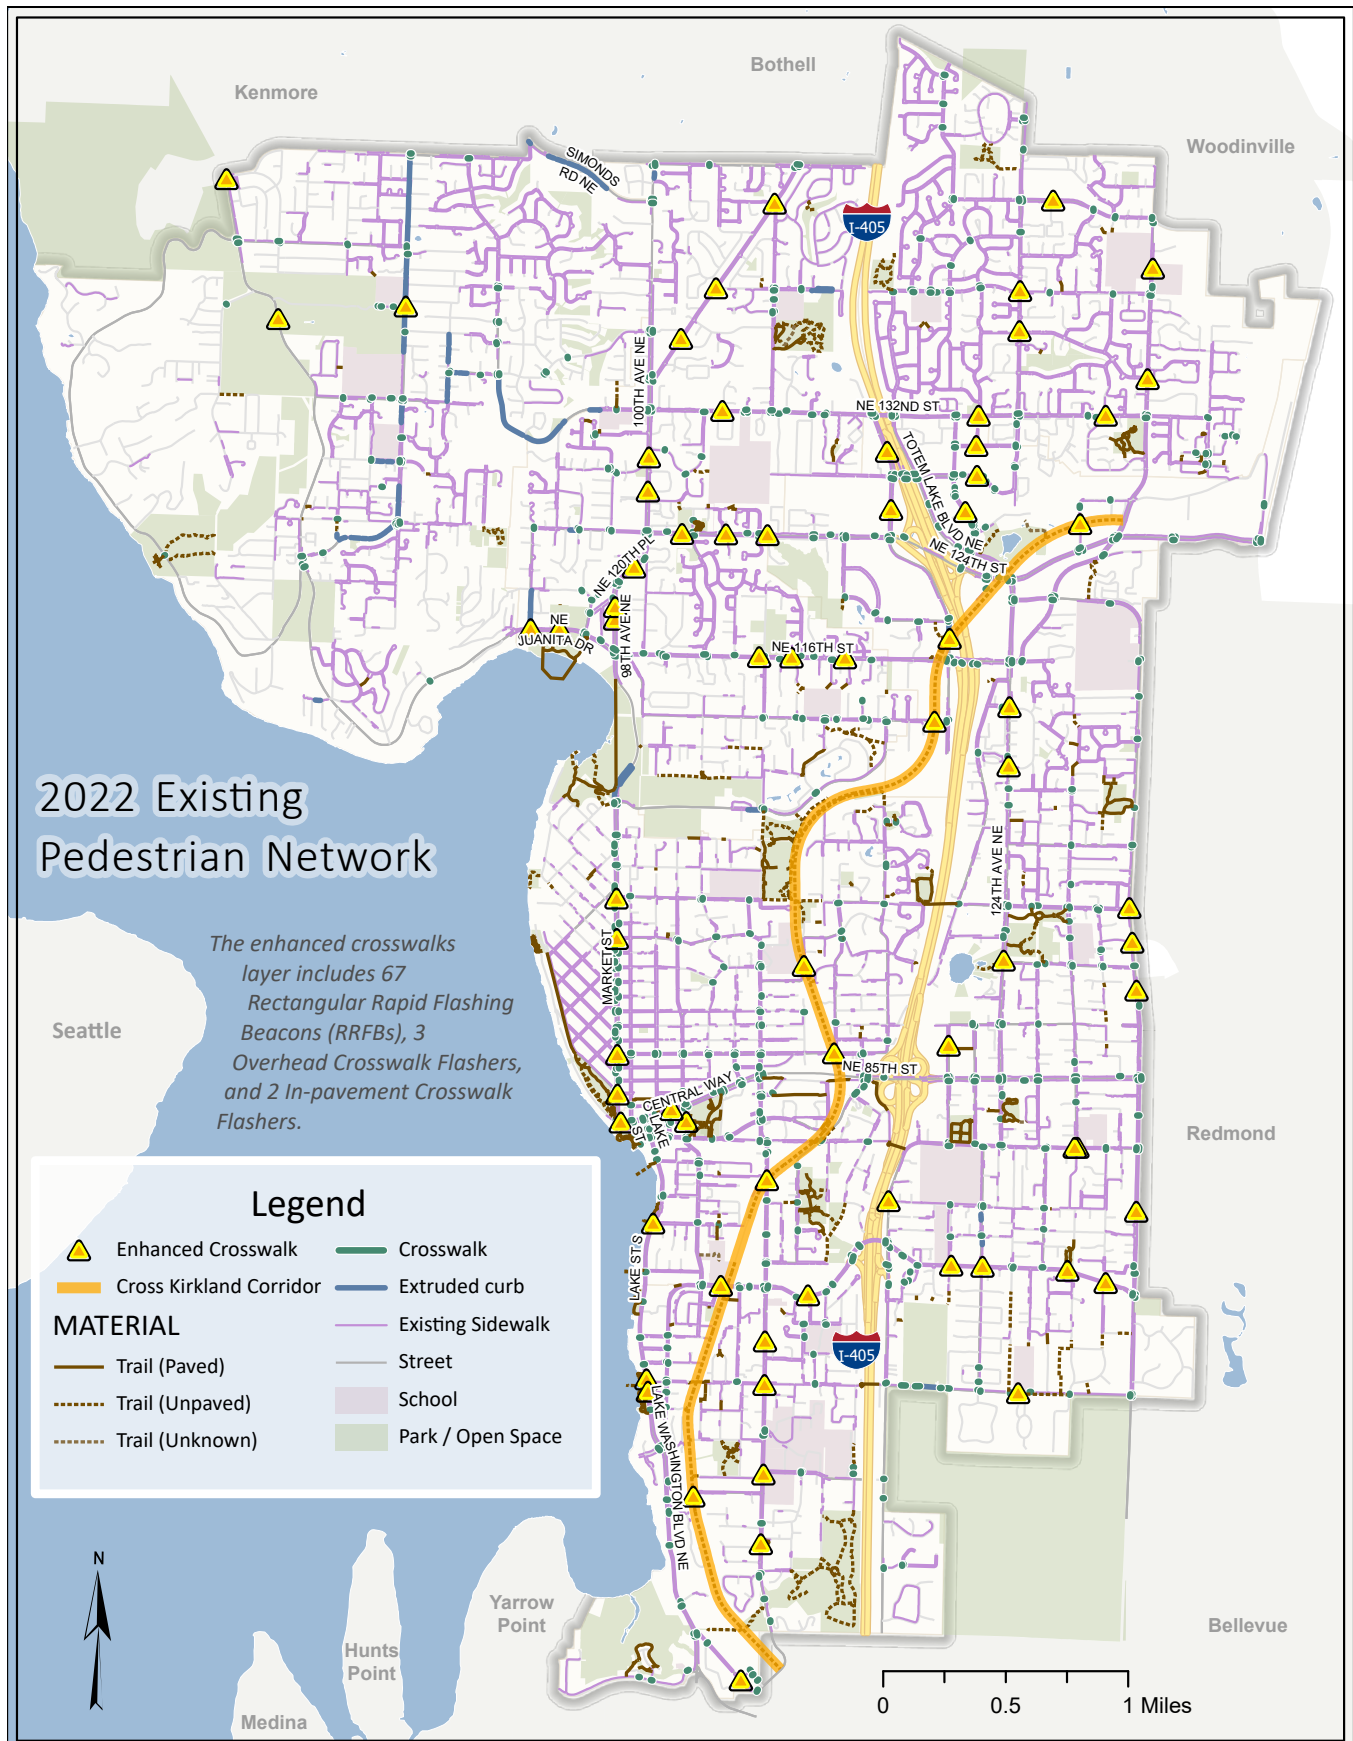 Bothell
Kenmore
Woodinville
SIMONDS
RD NE
I-405
100TH AVE NE
NE 132ND ST
TOTEM LAKE BLVD NE
NE 124TH ST
NE 120TH PL
NE
JUANITA DR
98TH AVE NE
NE 116TH ST
2022 Existing
Pedestrian Network
124TH AVE NE
The enhanced crosswalks
layer includes 67
Rectangular Rapid Flashing
Beacons (RRFBs), 3
Overhead Crosswalk Flashers,
and 2 In-pavement Crosswalk
Flashers.
MARKET ST
Seattle
NE 85TH ST
CENTRAL WAY
LAKE
ST
Redmond
Legend
Enhanced Crosswalk
Cross Kirkland Corridor
MATERIAL
Trail (Paved)
Trail (Unpaved)
Trail (Unknown)
Crosswalk
Extruded curb
Existing Sidewalk
Street
School
Park / Open Space
LAKE ST S
I-405
LAKE WASHINGTON BLVD NE
N
Yarrow
Point
Hunts
Point
Medina
Bellevue
0 0.5 1 Miles